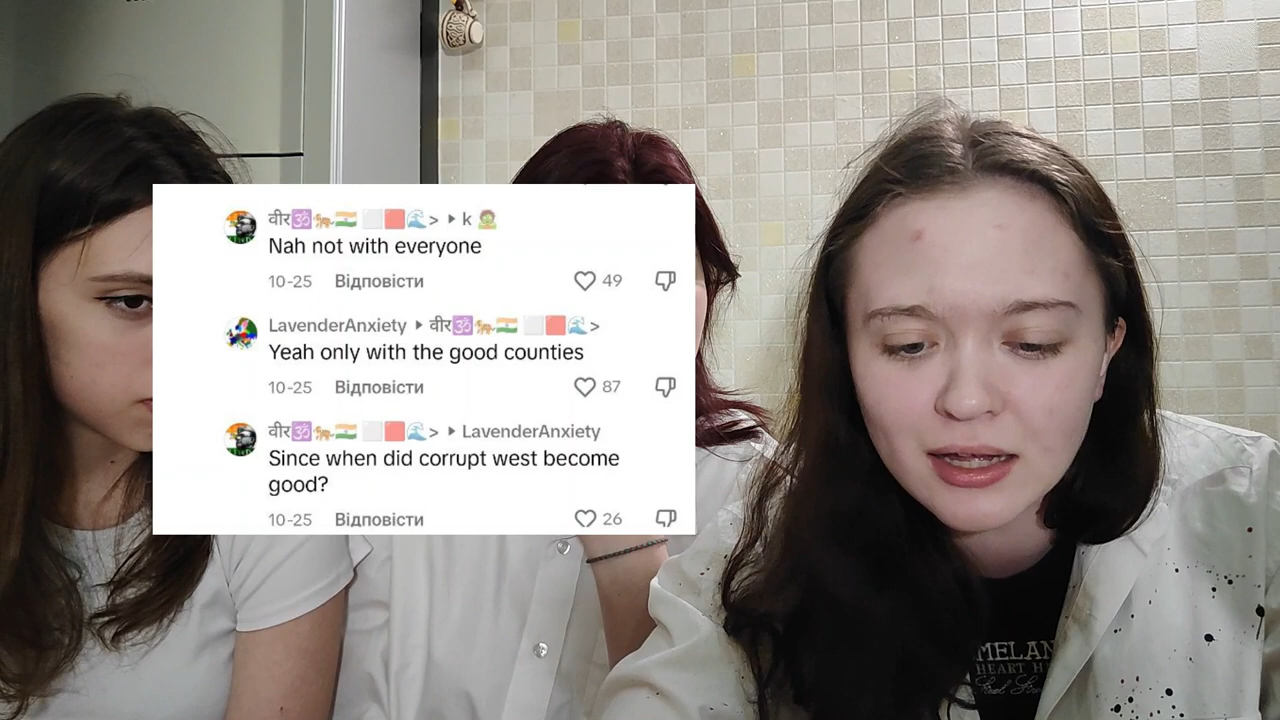 वीर🕉️🐅🇮🇳 ⬜🟥🌊> ▸ k 🧟
Nah not with everyone
10-25 Відповісти 49
LavenderAnxiety ▸ वीर🕉️🐅🇮🇳 ⬜🟥🌊>
Yeah only with the good counties
10-25 Відповісти 87
वीर🕉️🐅🇮🇳 ⬜🟥🌊> ▸ LavenderAnxiety
Since when did corrupt west become
good?
10-25 Відповісти 26
MELAN
HEART H